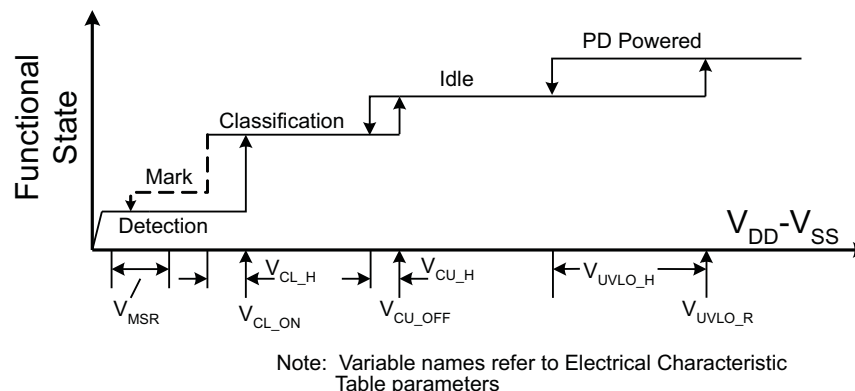 Functional
State
PD Powered
Idle
Classification
Mark
Detection
V_DD-V_SS
V_CL_H
V_CU_H
V_UVLO_H
V_MSR
V_CL_ON
V_CU_OFF
V_UVLO_R
Note: Variable names refer to Electrical Characteristic
Table parameters